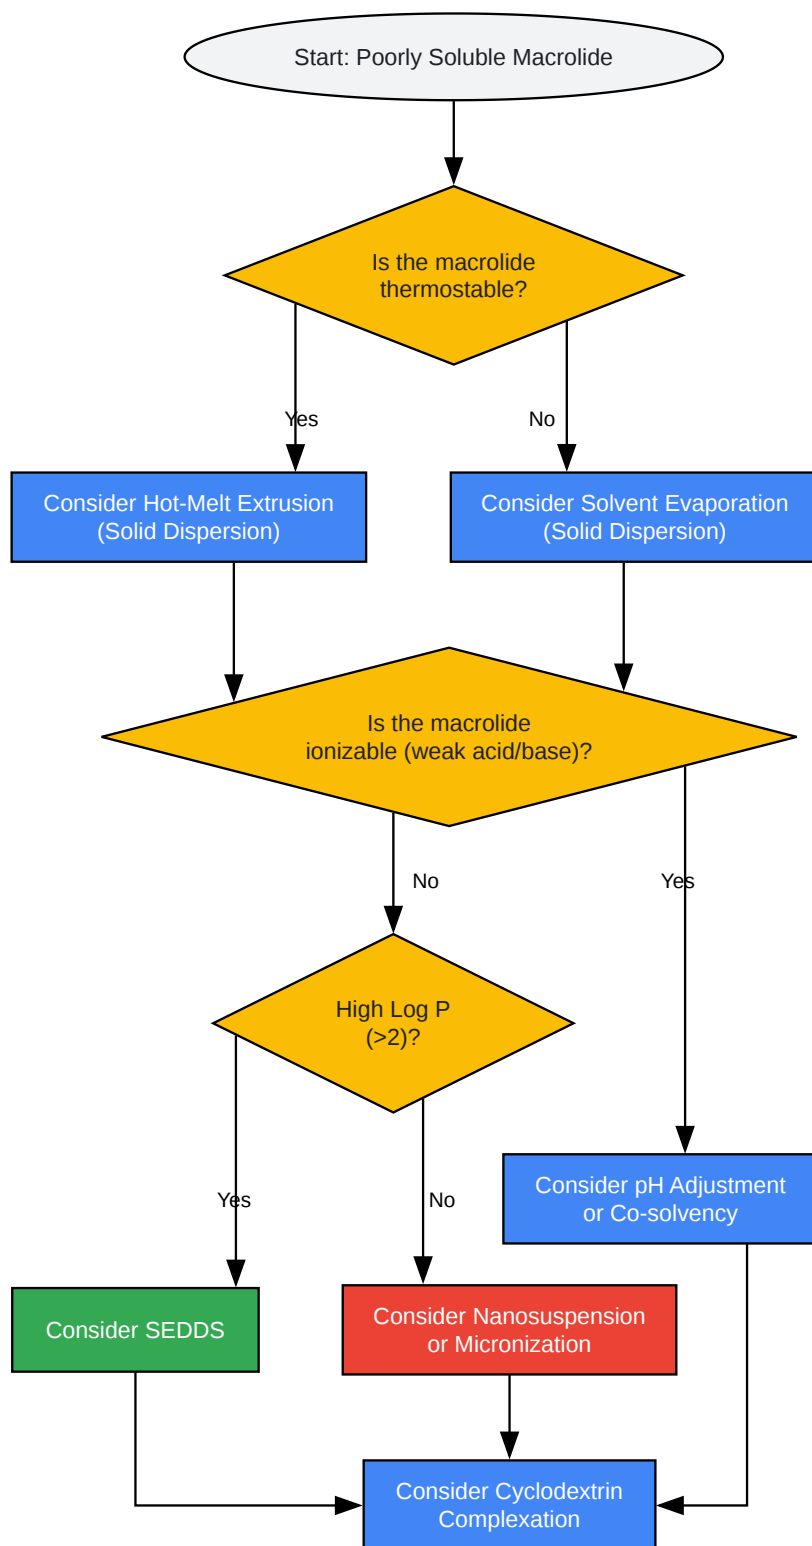 Start: Poorly Soluble Macrolide
Is the macrolide
thermostable?
Yes
No
Consider Hot-Melt Extrusion
(Solid Dispersion)
Consider Solvent Evaporation
(Solid Dispersion)
Is the macrolide
ionizable (weak acid/base)?
No
Yes
High Log P
(>2)?
Consider pH Adjustment
or Co-solvency
Yes
No
Consider SEDDS
Consider Nanosuspension
or Micronization
Consider Cyclodextrin
Complexation